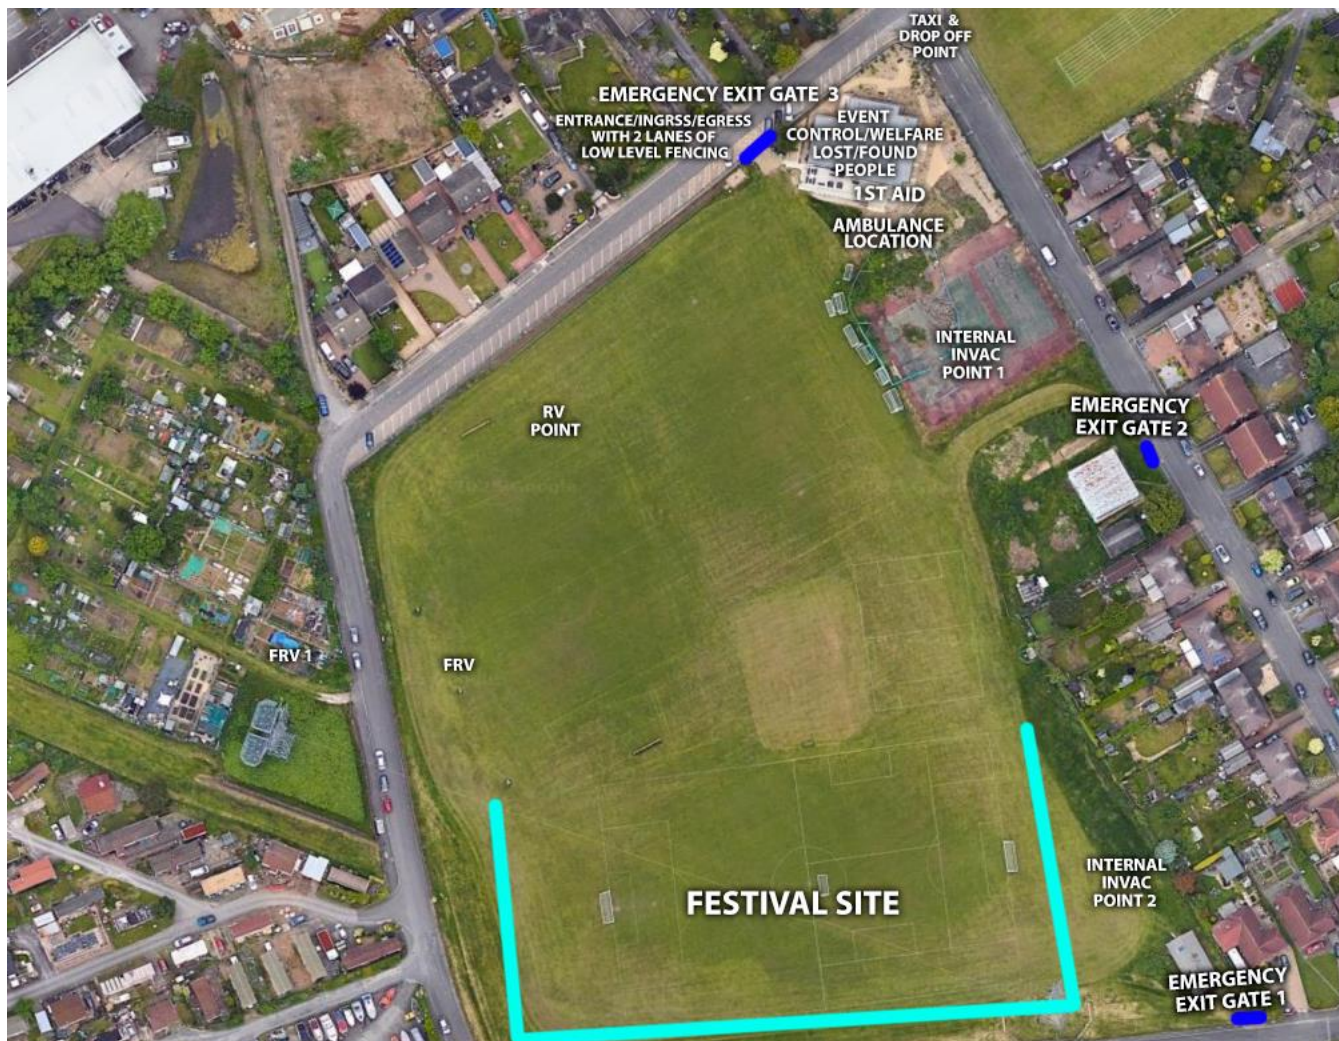 TAXI &
DROP OFF
POINT
EMERGENCY EXIT GATE 3
ENTRANCE/INGRSS/EGRESS
WITH 2 LANES OF
LOW LEVEL FENCING
EVENT
CONTROL/WELFARE
LOST/FOUND
PEOPLE
1ST AID
AMBULANCE
LOCATION
INTERNAL
INVAC
POINT 1
EMERGENCY
EXIT GATE 2
RV
POINT
FRV 1
FRV
FESTIVAL SITE
INTERNAL
INVAC
POINT 2
EMERGENCY
EXIT GATE 1